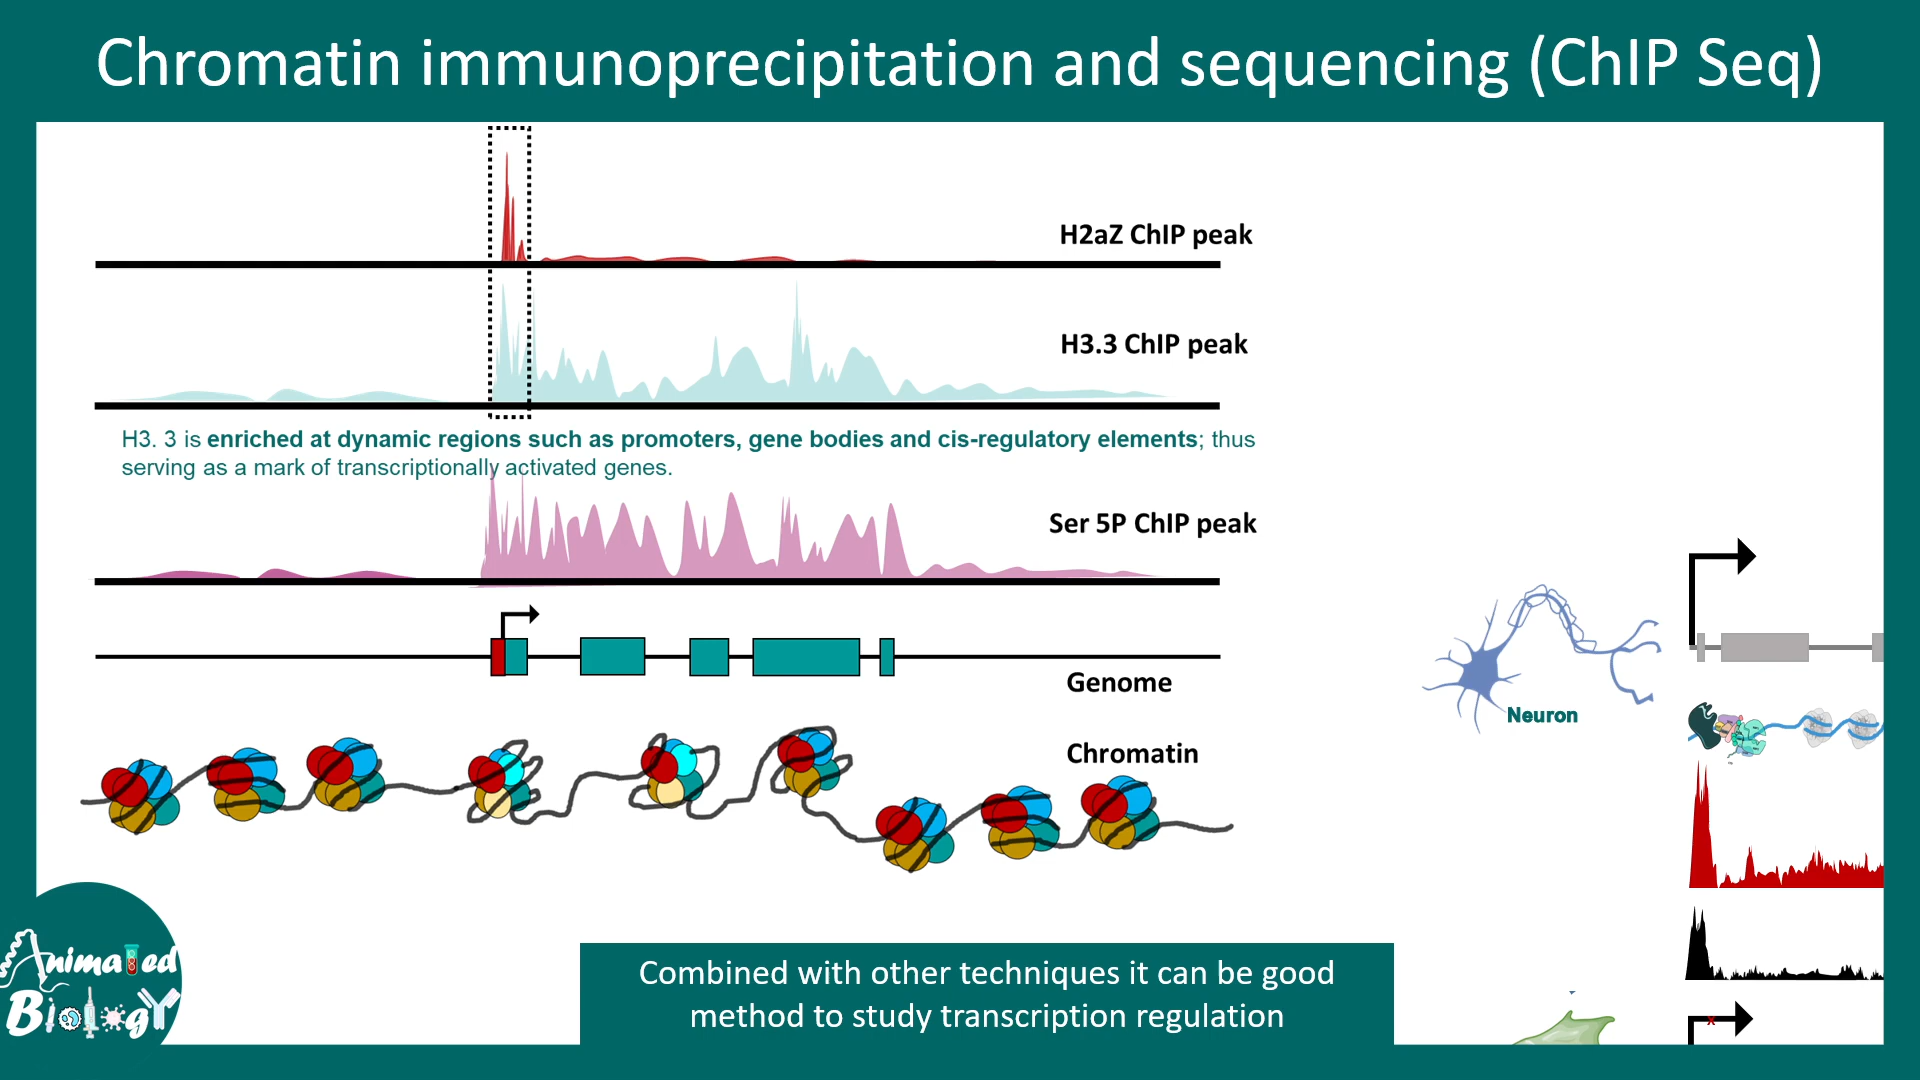 Chromatin immunoprecipitation and sequencing (ChIP Seq)
H2aZ ChIP peak
H3.3 ChIP peak
H3. 3 is enriched at dynamic regions such as promoters, gene bodies and cis-regulatory elements; thus
serving as a mark of transcriptionally activated genes.
Ser 5P ChIP peak
Genome
Neuron
Chromatin
Animated
Biology
Combined with other techniques it can be good
method to study transcription regulation
x